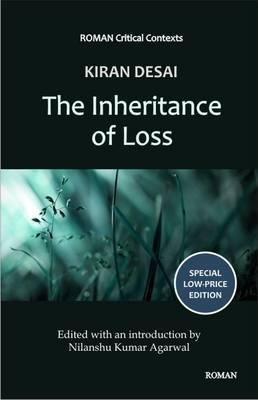 ROMAN Critical Contexts
KIRAN DESAI
The Inheritance
of Loss
SPECIAL
LOW-PRICE
EDITION
Edited with an introduction by
Nilanshu Kumar Agarwal
ROMAN